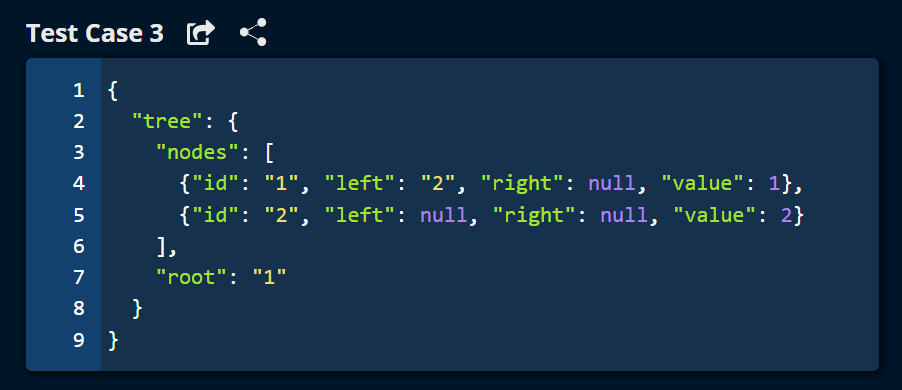 Test Case 3
1 {
2   "tree": {
3     "nodes": [
4       {"id": "1", "left": "2", "right": null, "value": 1},
5       {"id": "2", "left": null, "right": null, "value": 2}
6     ],
7     "root": "1"
8   }
9 }